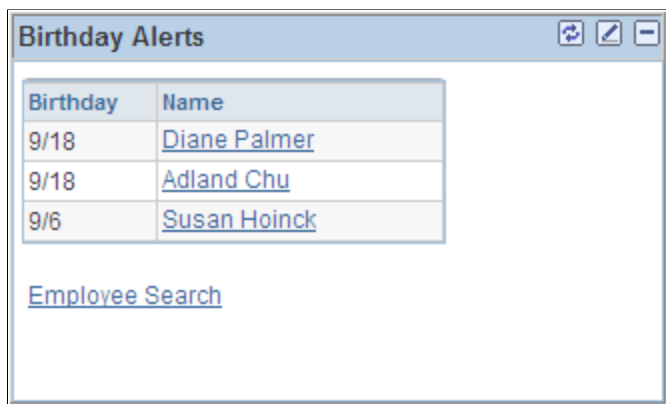 Birthday Alerts
Birthday Name
9/18 Diane Palmer
9/18 Adland Chu
9/6 Susan Hoinck
Employee Search